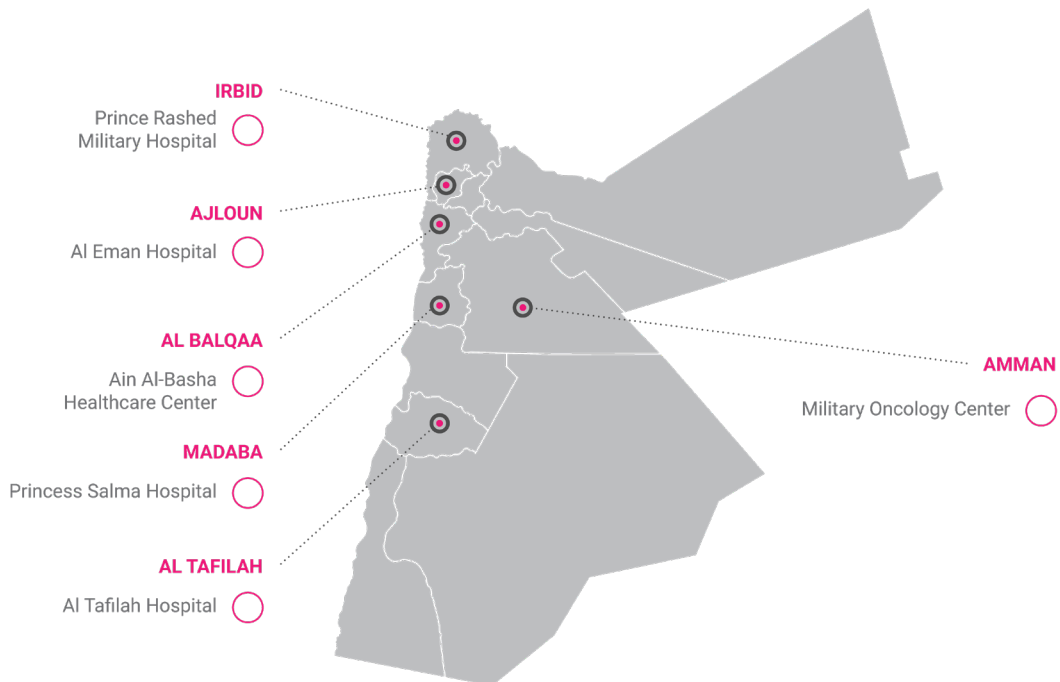 IRBID
Prince Rashed
Military Hospital
AJLOUN
Al Eman Hospital
AL BALQAA
Ain Al-Basha
Healthcare Center
MADABA
Princess Salma Hospital
AL TAFILAH
Al Tafilah Hospital
AMMAN
Military Oncology Center